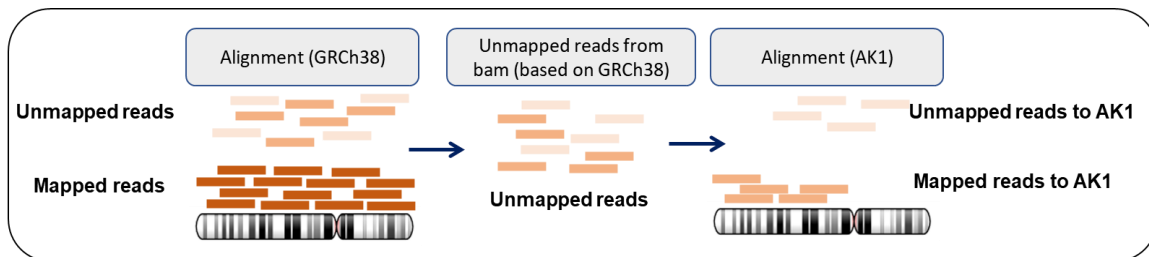 Alignment (GRCh38)
Unmapped reads from
bam (based on GRCh38)
Alignment (AK1)
Unmapped reads
Unmapped reads to AK1
Mapped reads
Unmapped reads
Mapped reads to AK1